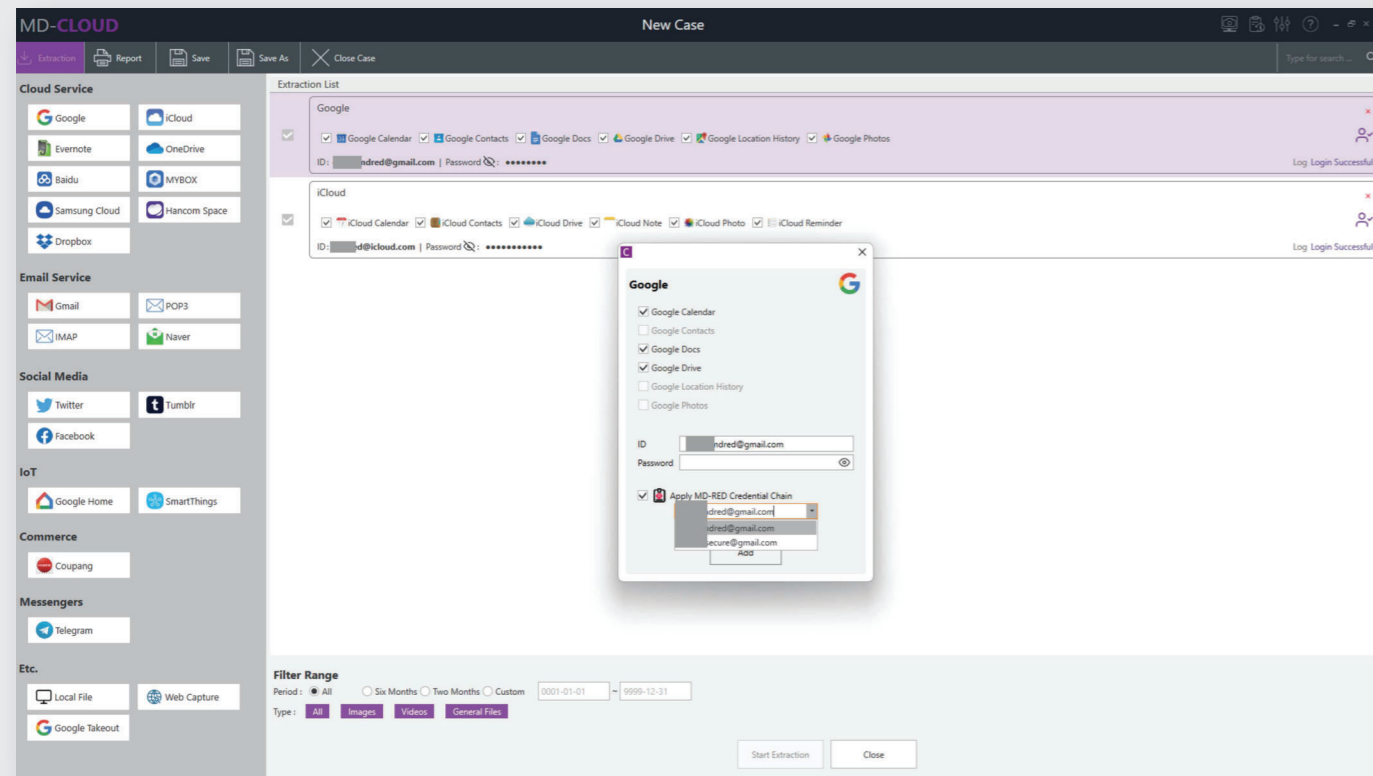 MD-CLOUD
New Case
Extraction
Report
Save
Save As
Close Case
Type for search ...
Cloud Service
Google
iCloud
Evernote
OneDrive
Baidu
MYBOX
Samsung Cloud
Hancom Space
Dropbox
Email Service
Gmail
POP3
IMAP
Naver
Social Media
Twitter
Tumblr
Facebook
IoT
Google Home
SmartThings
Commerce
Coupang
Messengers
Telegram
Etc.
Local File
Web Capture
Google Takeout
Extraction List
Google
Google Calendar Google Contacts Google Docs Google Drive Google Location History Google Photos
ID: ndred@gmail.com | Password : ●●●●●●●●
Log Login Successful
iCloud
iCloud Calendar iCloud Contacts iCloud Drive iCloud Note iCloud Photo iCloud Reminder
ID: d@icloud.com | Password : ●●●●●●●●●●●
Log Login Successful
C
Google
Google Calendar
Google Contacts
Google Docs
Google Drive
Google Location History
Google Photos
ID ndred@gmail.com
Password
Apply MD-RED Credential Chain
dred@gmail.com
dred@gmail.com
secure@gmail.com
Add
Filter Range
Period : All Six Months Two Months Custom 0001-01-01 ~ 9999-12-31
Type : All Images Videos General Files
Start Extraction
Close